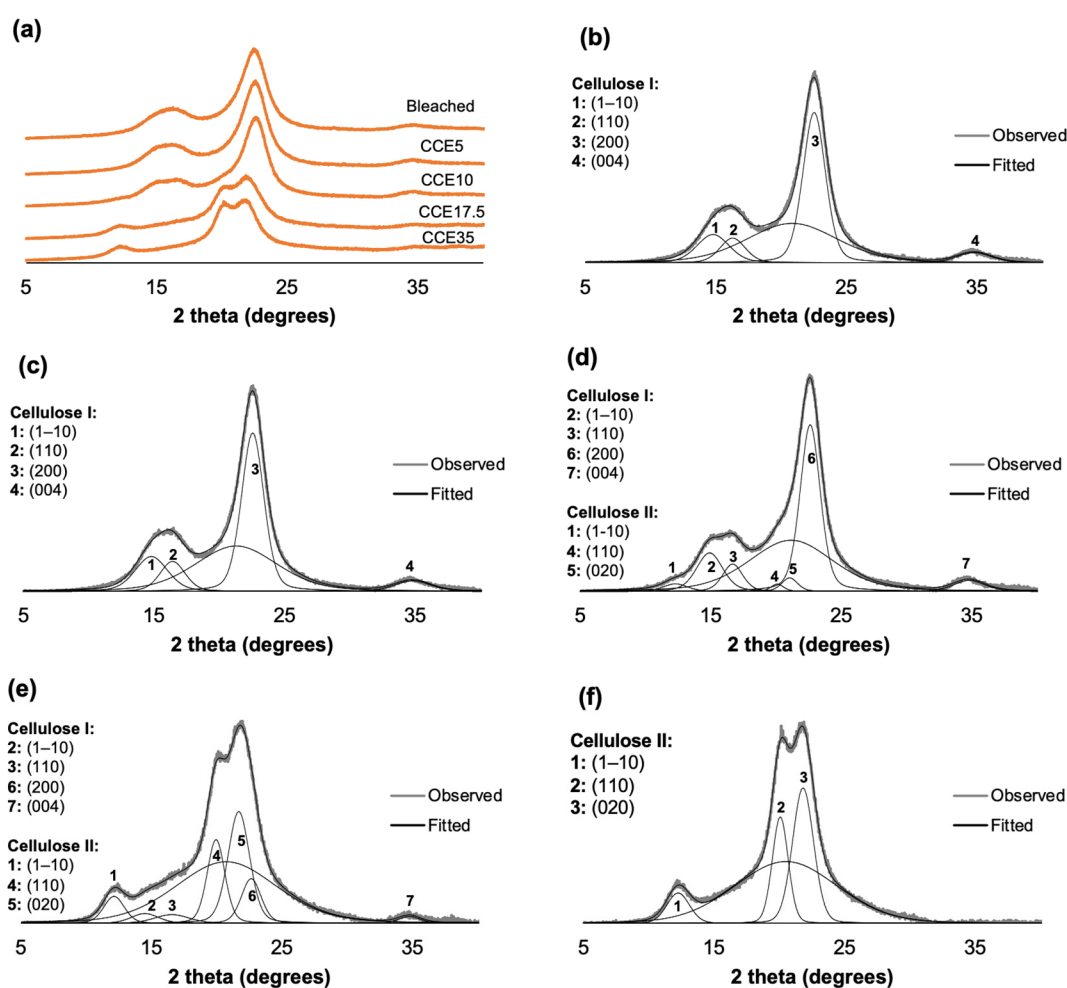 (a)
Bleached
CCE5
CCE10
CCE17.5
CCE35
5 15 25 35
2 theta (degrees)
(b)
Cellulose I:
1: (1–10)
2: (110)
3: (200)
4: (004)
Observed
Fitted
1 2 3 4
5 15 25 35
2 theta (degrees)
(c)
Cellulose I:
1: (1–10)
2: (110)
3: (200)
4: (004)
Observed
Fitted
1 2 3 4
5 15 25 35
2 theta (degrees)
(d)
Cellulose I:
2: (1–10)
3: (110)
6: (200)
7: (004)
Cellulose II:
1: (1-10)
4: (110)
5: (020)
Observed
Fitted
1 2 3 4 5 6 7
5 15 25 35
2 theta (degrees)
(e)
Cellulose I:
2: (1–10)
3: (110)
6: (200)
7: (004)
Cellulose II:
1: (1–10)
4: (110)
5: (020)
Observed
Fitted
1 2 3 4 5 6 7
5 15 25 35
2 theta (degrees)
(f)
Cellulose II:
1: (1–10)
2: (110)
3: (020)
Observed
Fitted
1 2 3
5 15 25 35
2 theta (degrees)